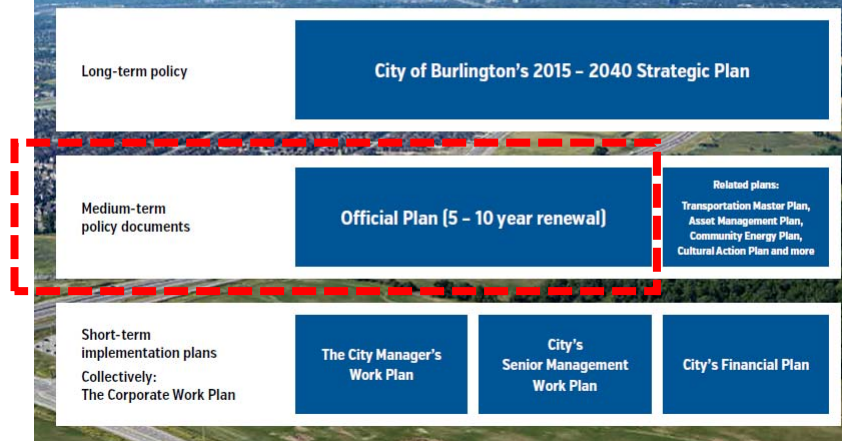 Long-term policy
City of Burlington's 2015 – 2040 Strategic Plan
Medium-term
policy documents
Official Plan (5 – 10 year renewal)
Related plans:
Transportation Master Plan,
Asset Management Plan,
Community Energy Plan,
Cultural Action Plan and more
Short-term
implementation plans
Collectively:
The Corporate Work Plan
The City Manager's
Work Plan
City's
Senior Management
Work Plan
City's Financial Plan